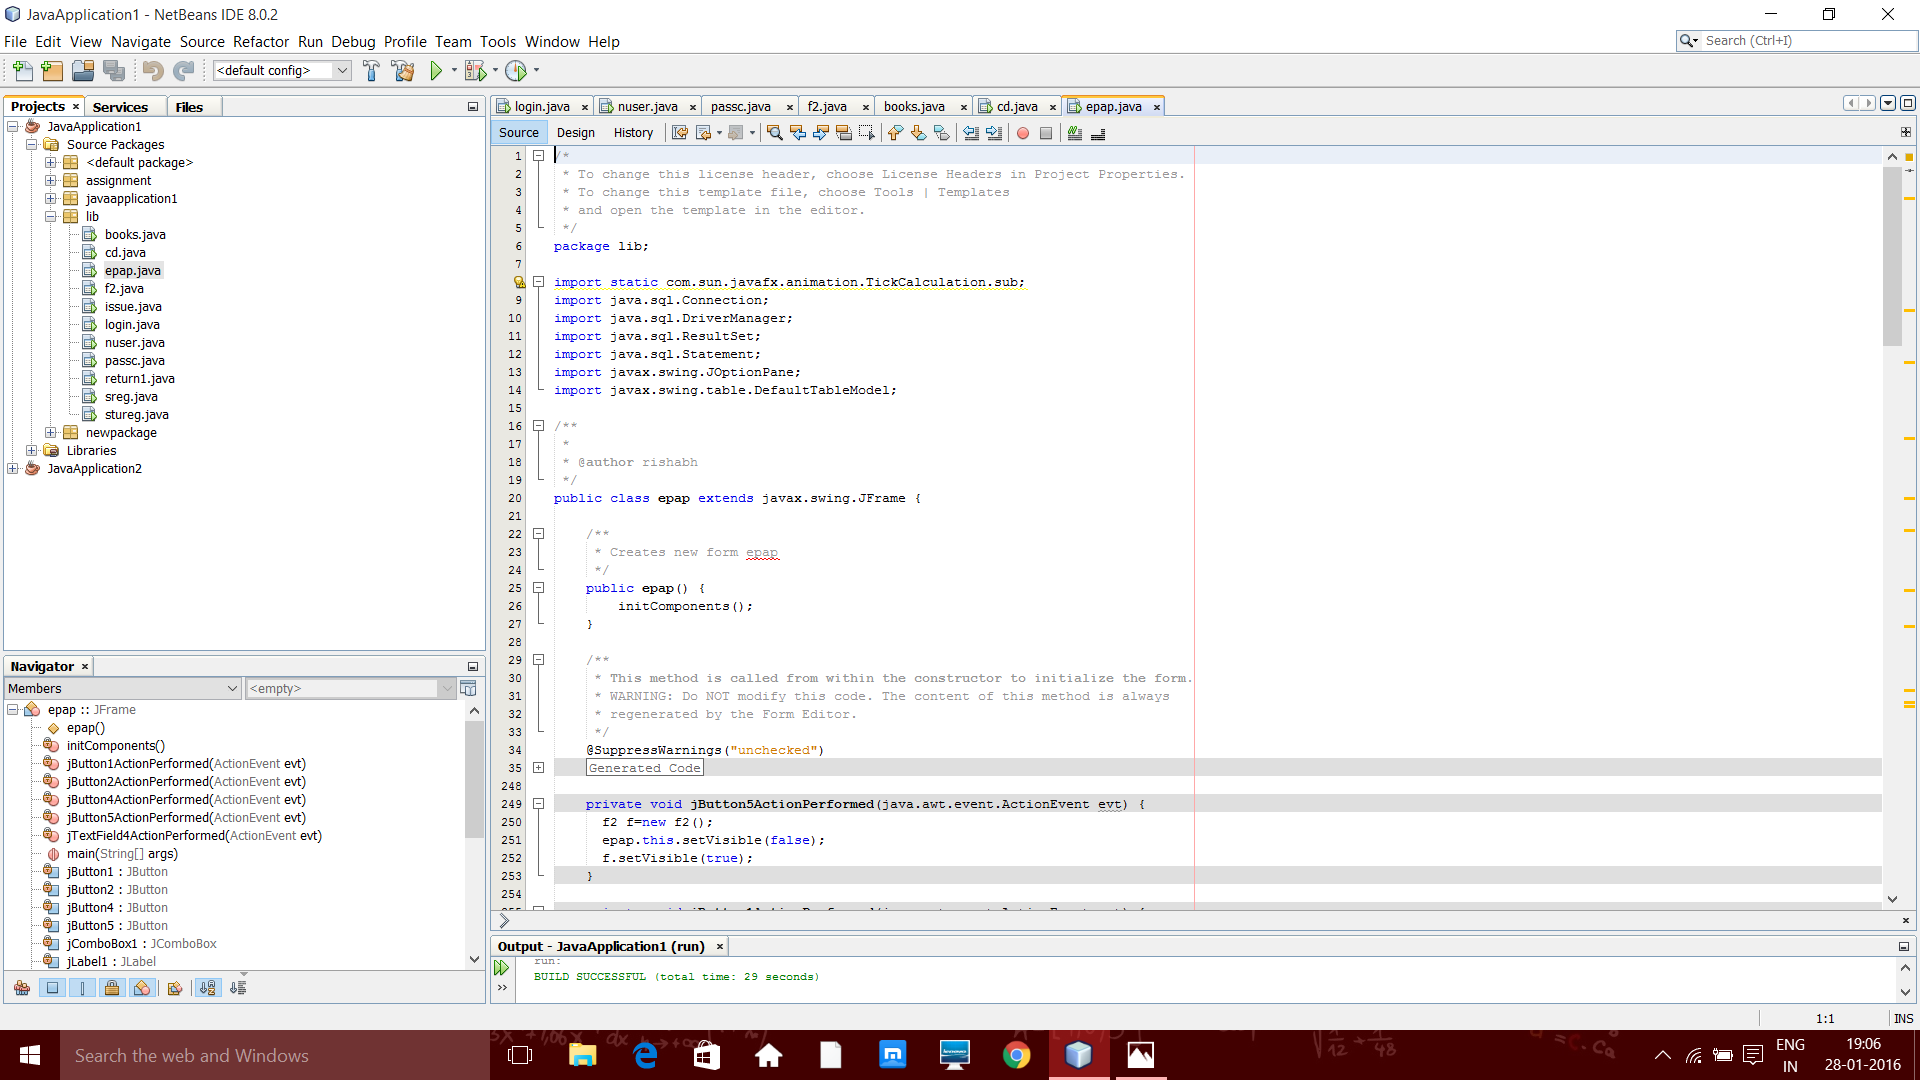 JavaApplication1 - NetBeans IDE 8.0.2
File Edit View Navigate Source Refactor Run Debug Profile Team Tools Window Help
Search (Ctrl+I)
<default config>
Projects Services Files
JavaApplication1
Source Packages
<default package>
assignment
javaapplication1
lib
books.java
cd.java
epap.java
f2.java
issue.java
login.java
nuser.java
passc.java
return1.java
sreg.java
stureg.java
newpackage
Libraries
JavaApplication2
Navigator
Members <empty>
epap :: JFrame
epap()
initComponents()
jButton1ActionPerformed(ActionEvent evt)
jButton2ActionPerformed(ActionEvent evt)
jButton4ActionPerformed(ActionEvent evt)
jButton5ActionPerformed(ActionEvent evt)
jTextField4ActionPerformed(ActionEvent evt)
main(String[] args)
jButton1 : JButton
jButton2 : JButton
jButton4 : JButton
jButton5 : JButton
jComboBox1 : JComboBox
jLabel1 : JLabel
login.java nuser.java passc.java f2.java books.java cd.java epap.java
Source Design History
1 /*
2 * To change this license header, choose License Headers in Project Properties.
3 * To change this template file, choose Tools | Templates
4 * and open the template in the editor.
5 */
6 package lib;
7
import static com.sun.javafx.animation.TickCalculation.sub;
9 import java.sql.Connection;
10 import java.sql.DriverManager;
11 import java.sql.ResultSet;
12 import java.sql.Statement;
13 import javax.swing.JOptionPane;
14 import javax.swing.table.DefaultTableModel;
15
16 /**
17 *
18 * @author rishabh
19 */
20 public class epap extends javax.swing.JFrame {
21
22 /**
23 * Creates new form epap
24 */
25 public epap() {
26 initComponents();
27 }
28
29 /**
30 * This method is called from within the constructor to initialize the form.
31 * WARNING: Do NOT modify this code. The content of this method is always
32 * regenerated by the Form Editor.
33 */
34 @SuppressWarnings("unchecked")
35 Generated Code
248
249 private void jButton5ActionPerformed(java.awt.event.ActionEvent evt) {
250 f2 f=new f2();
251 epap.this.setVisible(false);
252 f.setVisible(true);
253 }
254
Output - JavaApplication1 (run)
run:
BUILD SUCCESSFUL (total time: 29 seconds)
1:1 INS
Search the web and Windows
ENG
IN
19:06
28-01-2016